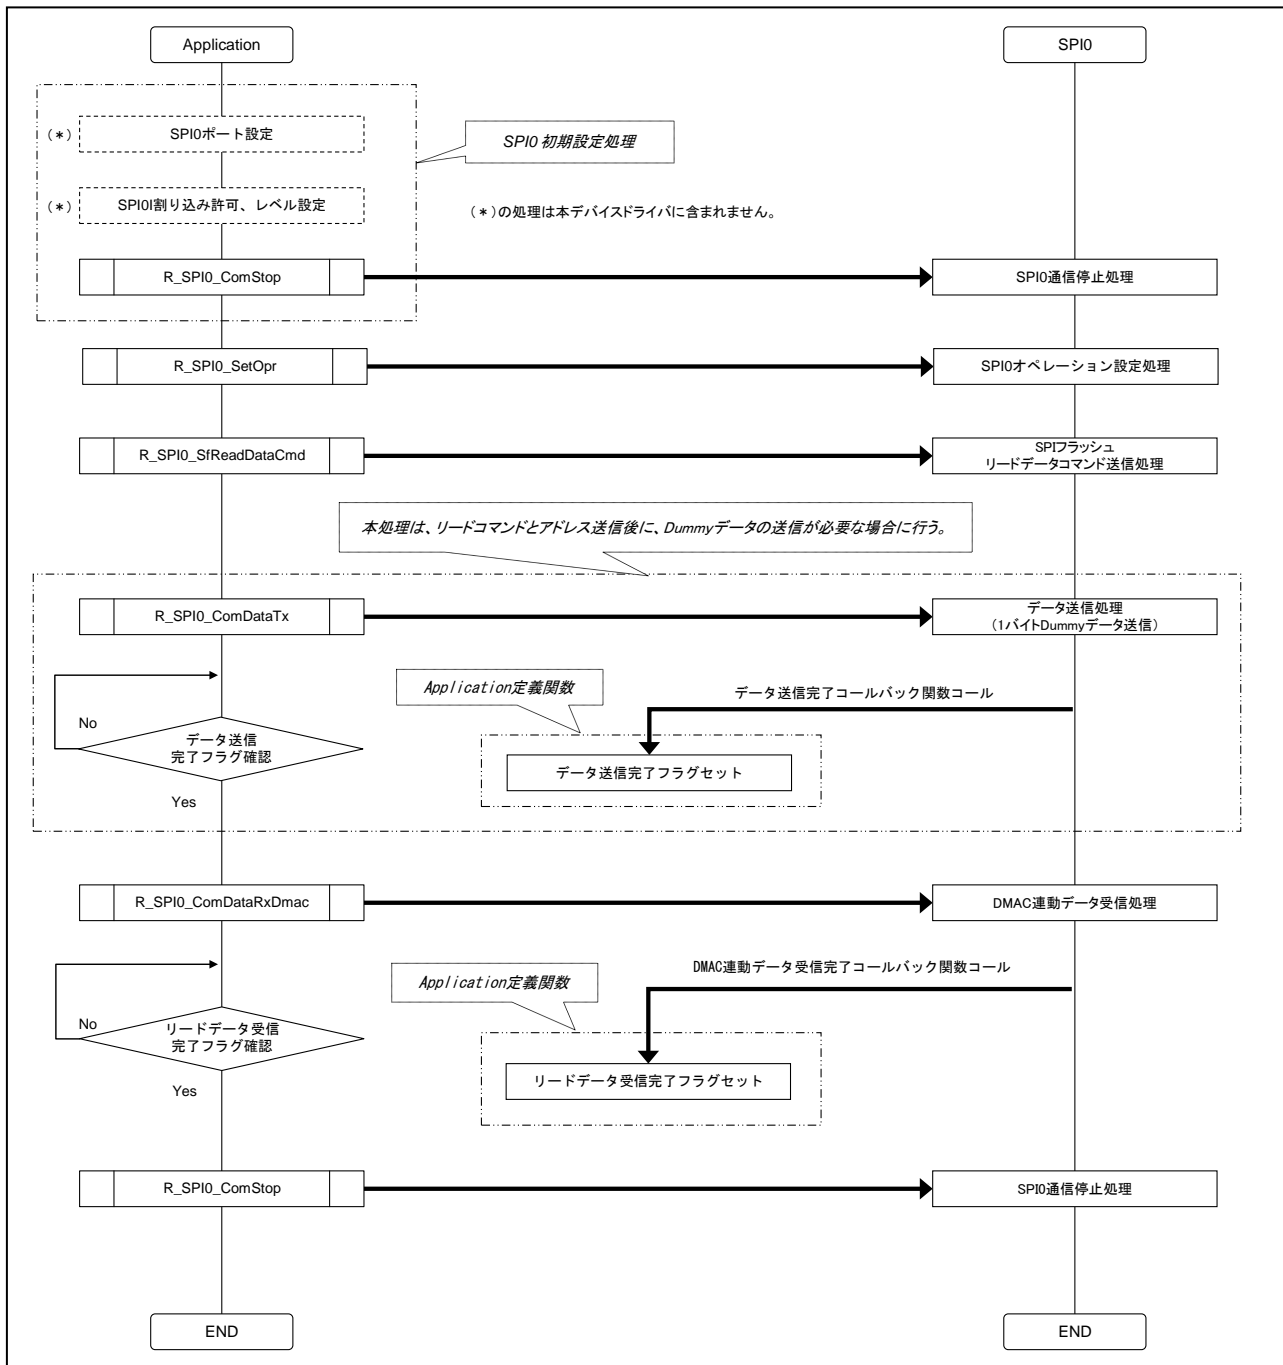 Application
SPI0
(*)
SPI0ポート設定
SPI0初期設定処理
(*)
SPI0I割り込み許可、レベル設定
(*)の処理は本デバイスドライバに含まれません。
R_SPI0_ComStop
SPI0通信停止処理
R_SPI0_SetOpr
SPI0オペレーション設定処理
R_SPI0_SfReadDataCmd
SPIフラッシュ
リードデータコマンド送信処理
本処理は、リードコマンドとアドレス送信後に、Dummyデータの送信が必要な場合に行う。
R_SPI0_ComDataTx
データ送信処理
(1バイトDummyデータ送信)
Application定義関数
データ送信完了コールバック関数コール
No
データ送信
完了フラグ確認
データ送信完了フラグセット
Yes
R_SPI0_ComDataRxDmac
DMAC連動データ受信処理
Application定義関数
DMAC連動データ受信完了コールバック関数コール
No
リードデータ受信
完了フラグ確認
リードデータ受信完了フラグセット
Yes
R_SPI0_ComStop
SPI0通信停止処理
END
END